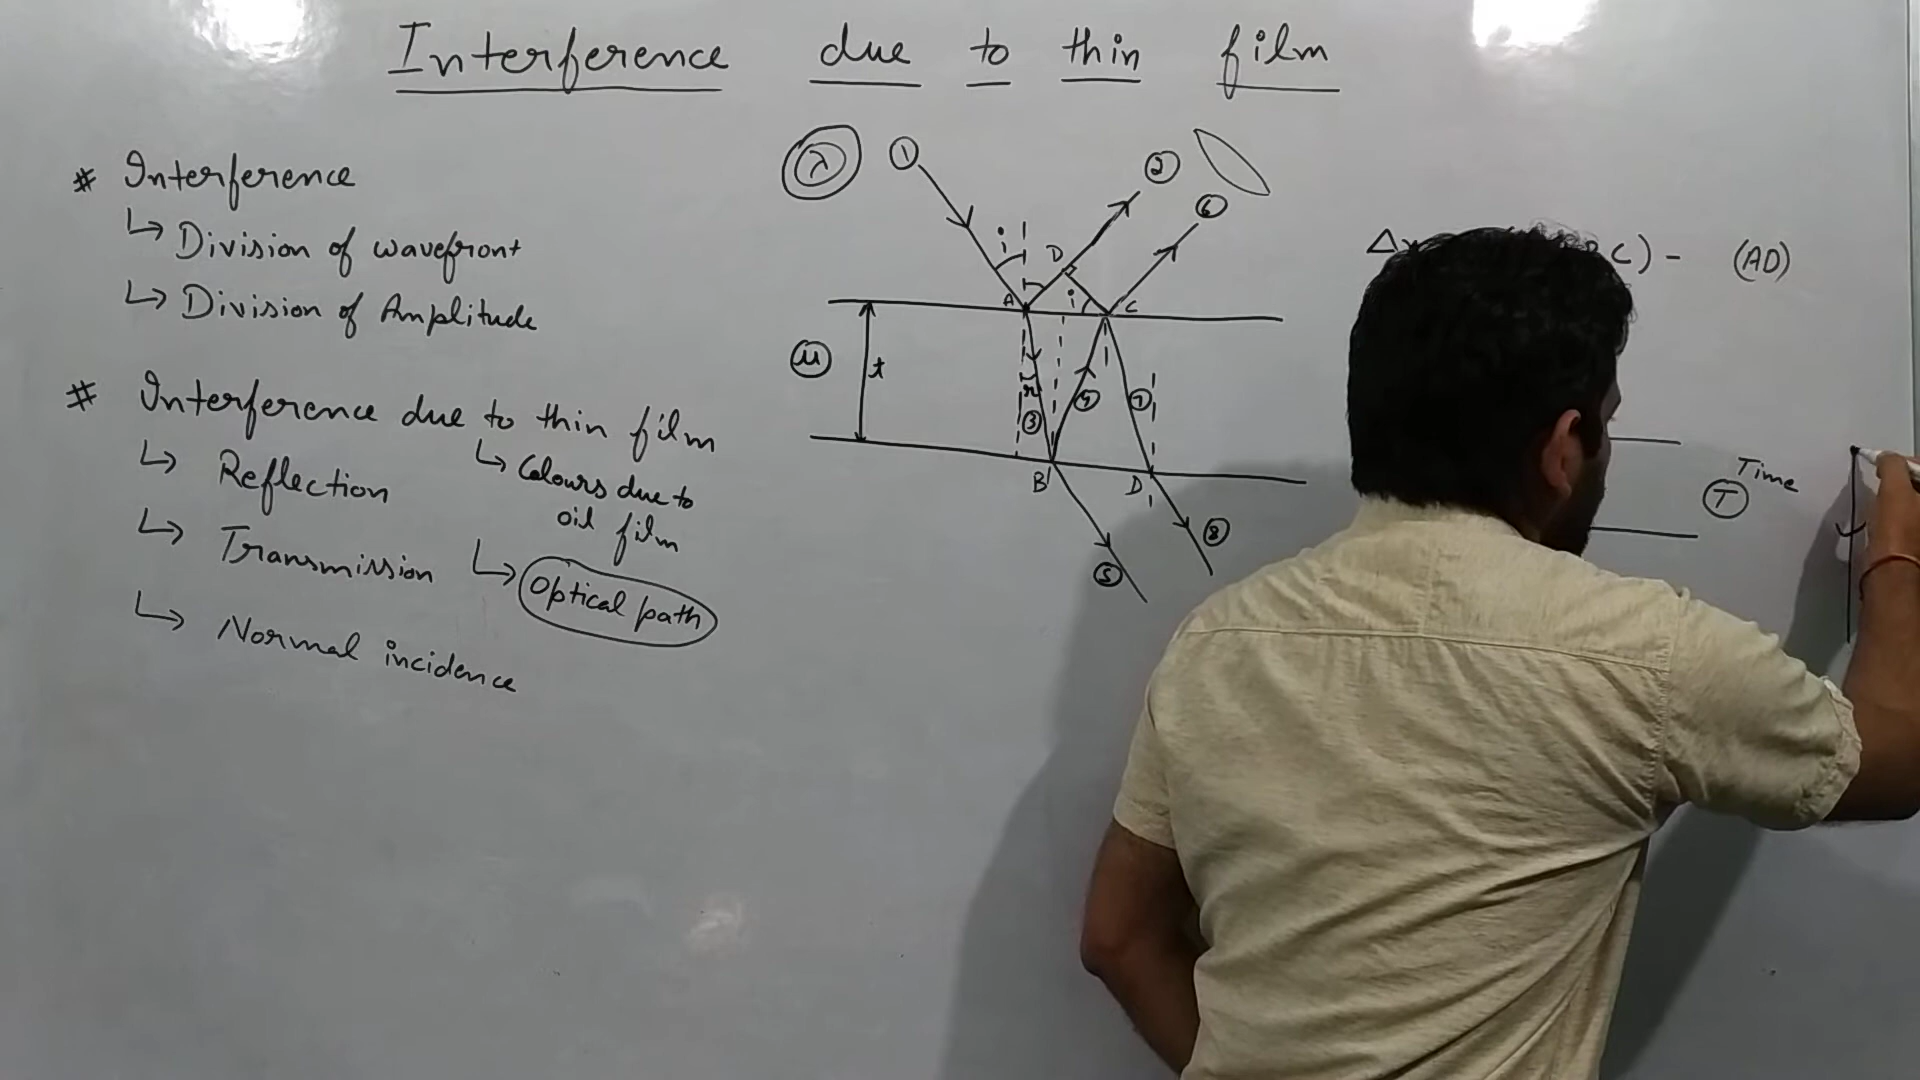 Interference due to thin film
# Interference
↳ Division of wavefront
↳ Division of Amplitude
# Interference due to thin film
↳ Reflection
↳ Colours due to
oil film
↳ Transmission
↳ Optical path
↳ Normal incidence
λ
1
2
6
i
D
A
i
C
μ
t
r
3
4
7
B
D
5
8
C) - (AD)
Time
T